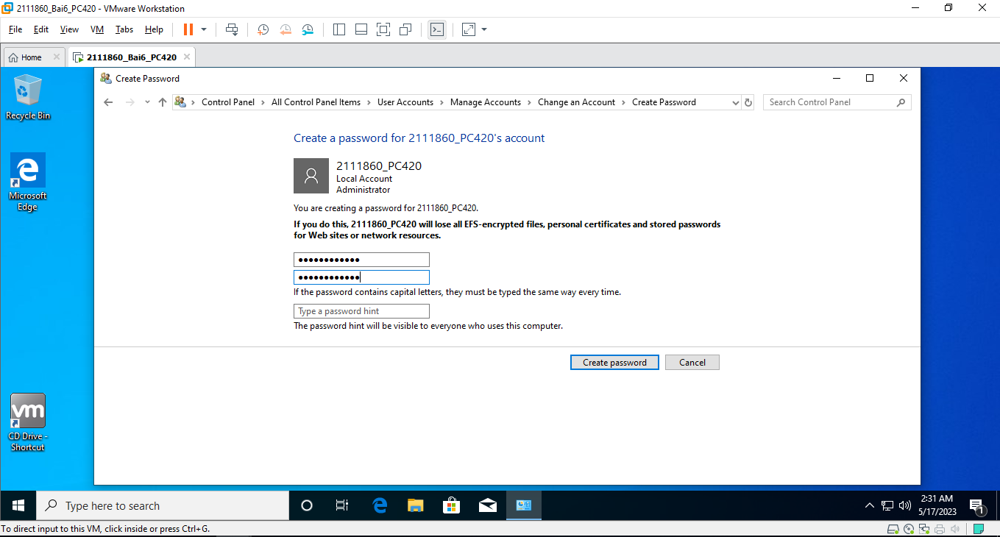 2111860_Bai6_PC420 - VMware Workstation
File Edit View VM Tabs Help
Home 2111860_Bai6_PC420
Recycle Bin
Microsoft
Edge
vm
CD Drive -
Shortcut
Create Password
Control Panel All Control Panel Items User Accounts Manage Accounts Change an Account Create Password Search Control Panel
Create a password for 2111860_PC420's account
2111860_PC420
Local Account
Administrator
You are creating a password for 2111860_PC420.
If you do this, 2111860_PC420 will lose all EFS-encrypted files, personal certificates and stored passwords
for Web sites or network resources.
If the password contains capital letters, they must be typed the same way every time.
Type a password hint
The password hint will be visible to everyone who uses this computer.
Create password Cancel
Type here to search
2:31 AM
5/17/2023
1
To direct input to this VM, click inside or press Ctrl+G.